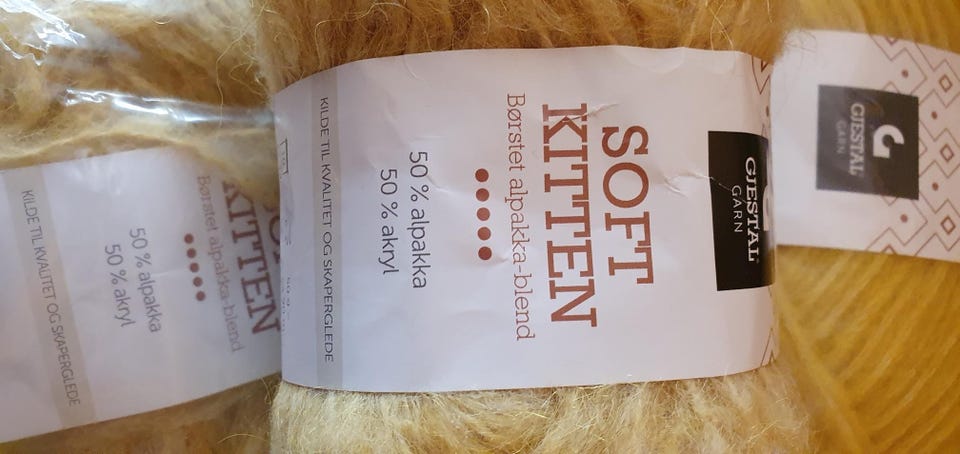 GJESTAL
GARN
SOFT
KITTEN
Børstet alpakka-blend
50 % alpakka
50 % akryl
KILDE TIL KVALITET OG SKAPERGLEDE
KITTEN
Børstet alpakka-blend
50 % alpakka
50 % akryl
KILDE TIL KVALITET OG SKAPERGLEDE
G
GJESTAL
GARN